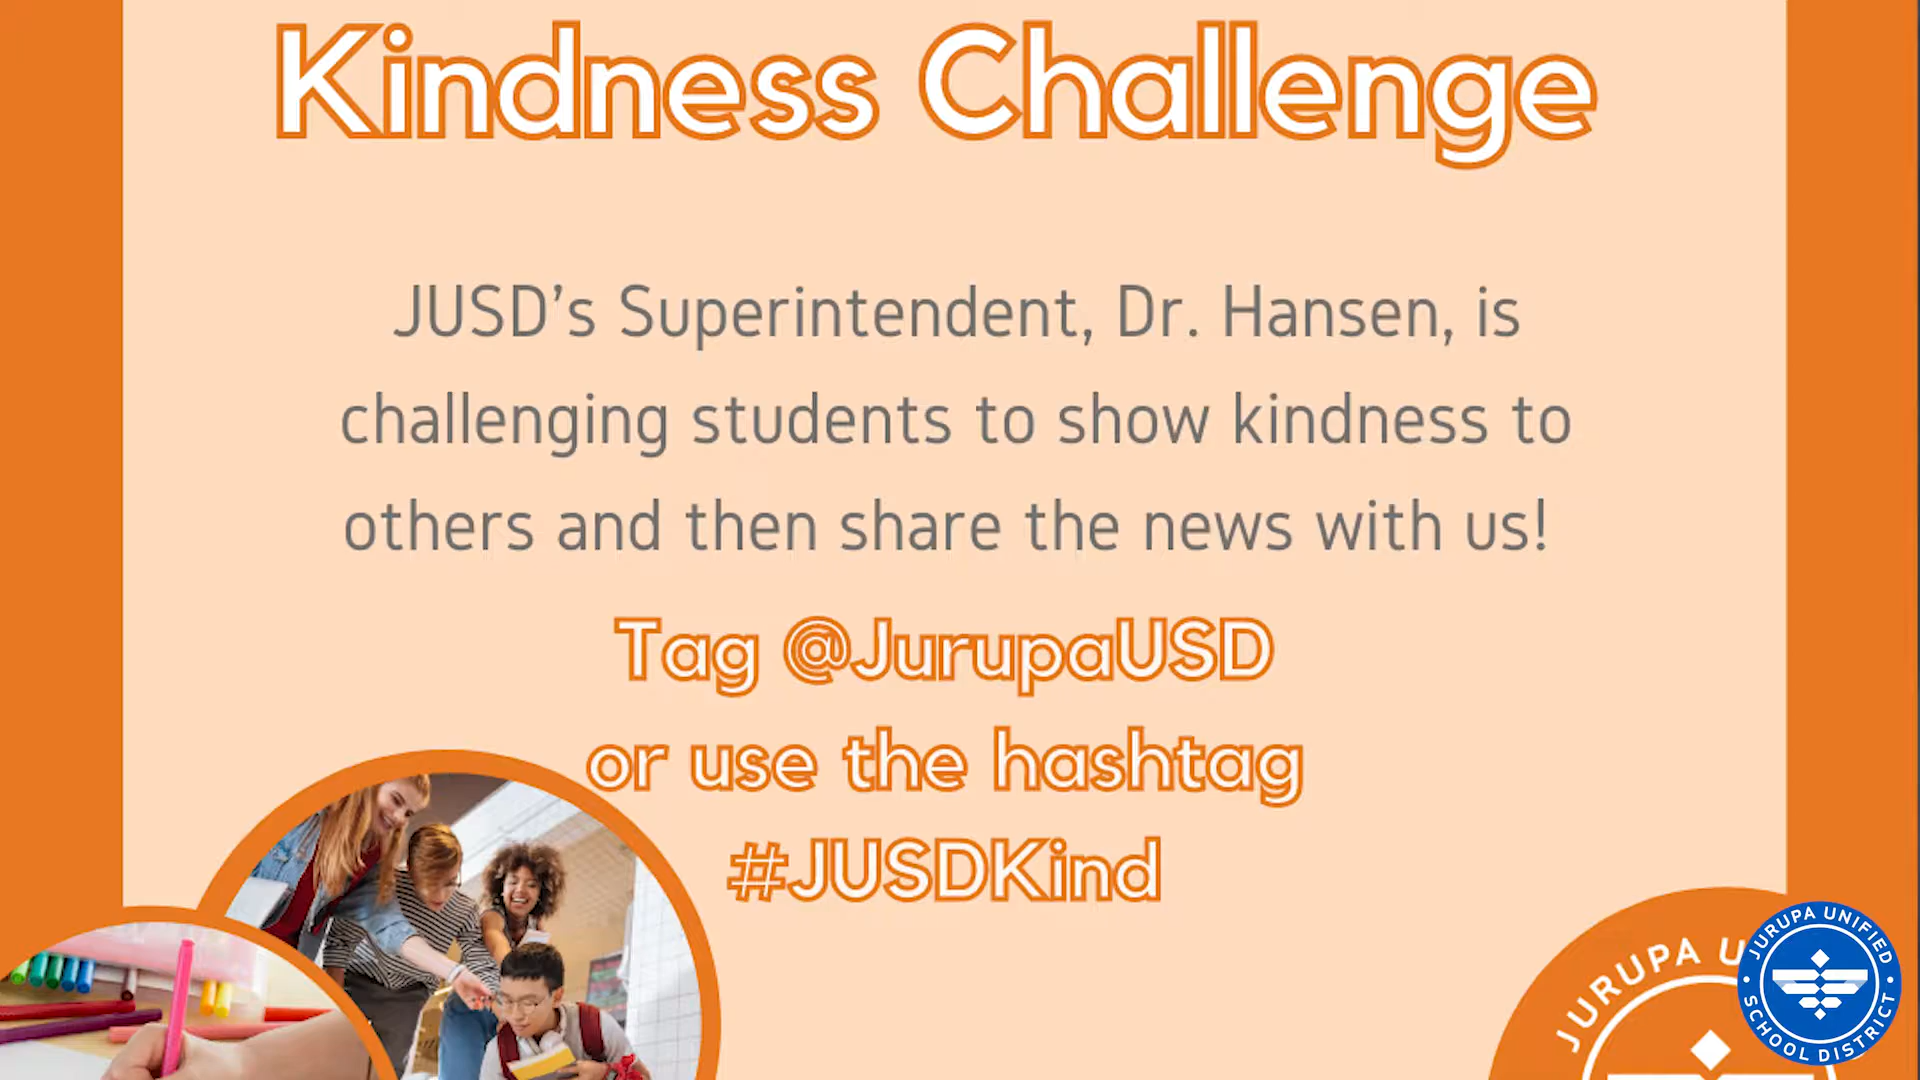 Kindness Challenge
JUSD’s Superintendent, Dr. Hansen, is
challenging students to show kindness to
others and then share the news with us!
Tag @JurupaUSD
or use the hashtag
#JUSDKind
JURUPA U
JURUPA UNIFIED
SCHOOL DISTRICT